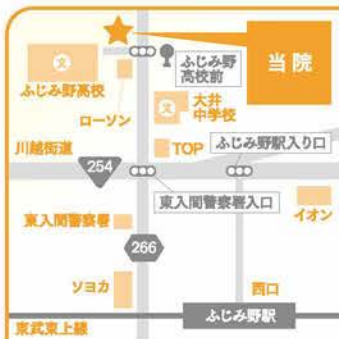 当院
文
ふじみ野
高校前
ふじみ野高校
ローソン
文
大井
中学校
川越街道
TOP
ふじみ野駅入り口
254
東入間警察署入口
イオン
東入間警察署
266
ソヨカ
西口
ふじみ野駅
東武東上線